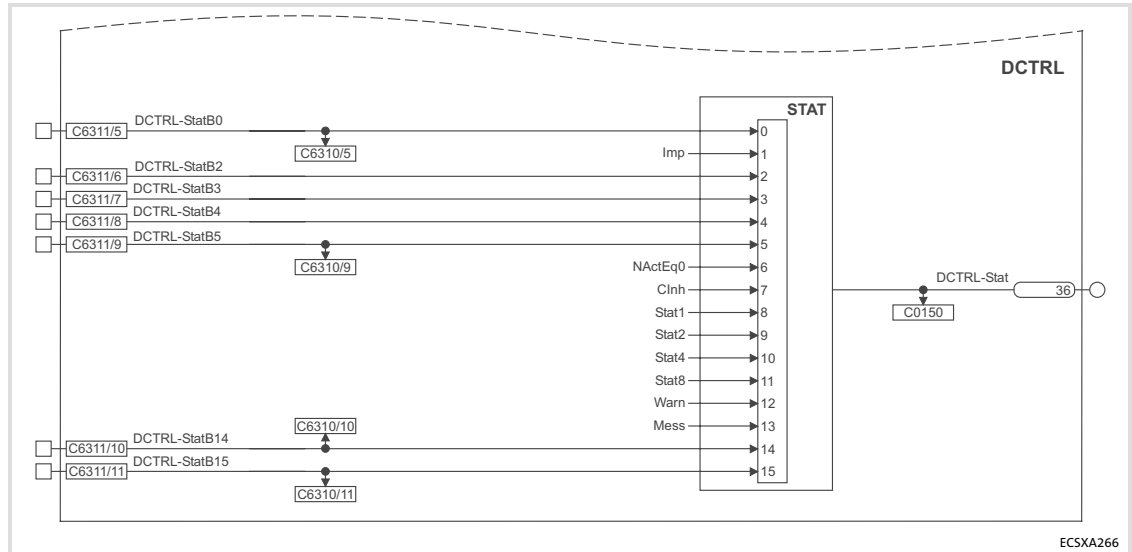 DCTRL
STAT
C6311/5 DCTRL-StatB0 0
C6310/5
Imp 1
C6311/6 DCTRL-StatB2 2
C6311/7 DCTRL-StatB3 3
C6311/8 DCTRL-StatB4 4
C6311/9 DCTRL-StatB5 5
C6310/9
NActEq0 6
CInh 7
DCTRL-Stat 36
C0150
Stat1 8
Stat2 9
Stat4 10
Stat8 11
Warn 12
Mess 13
C6310/10
C6311/10 DCTRL-StatB14 14
C6311/11 DCTRL-StatB15 15
C6310/11
ECSXA266